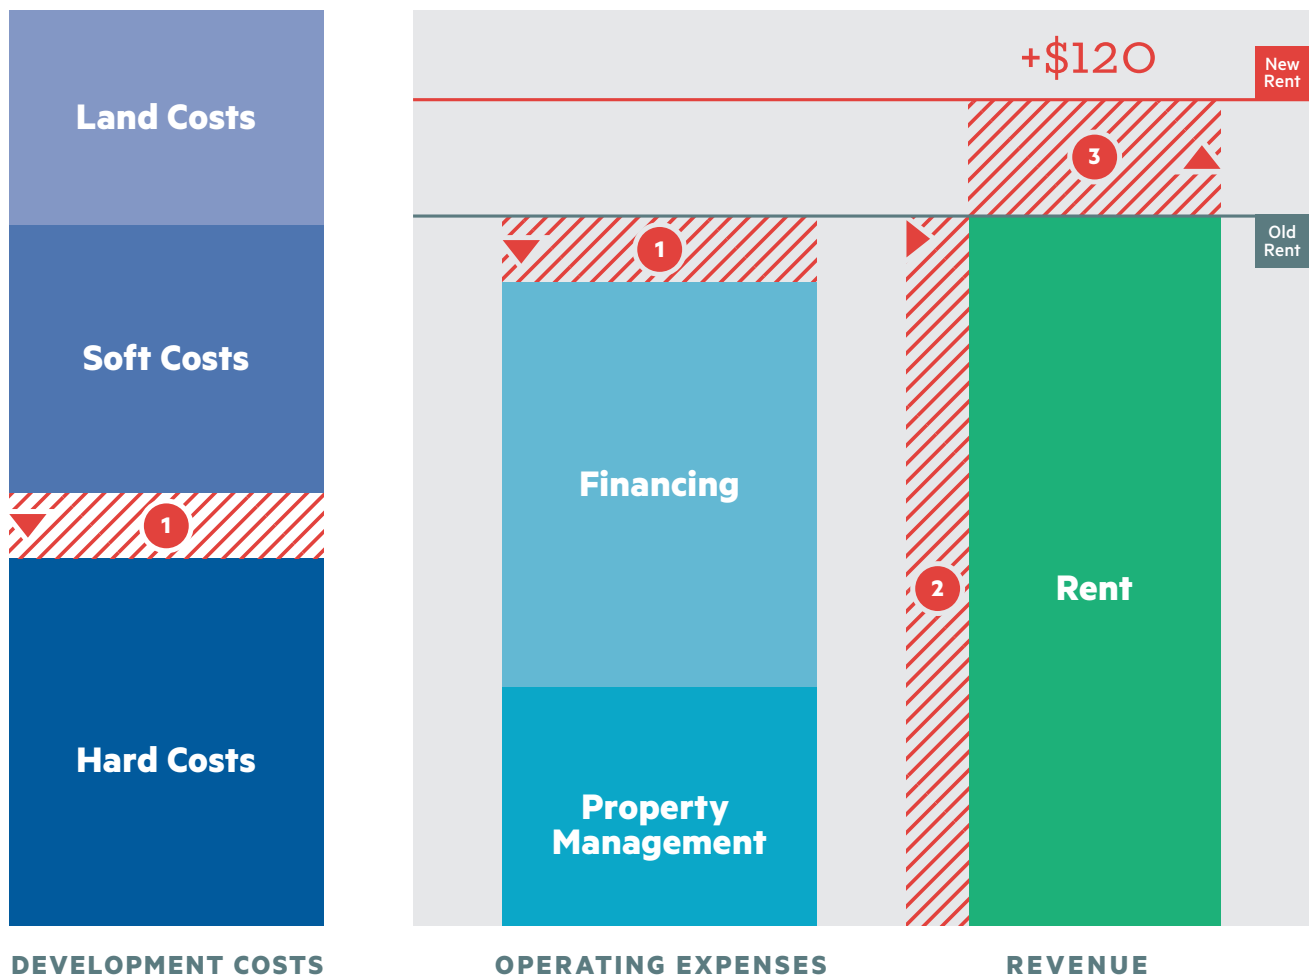 Land Costs
Soft Costs
1
Hard Costs
DEVELOPMENT COSTS
+$120
New
Rent
3
Old
Rent
1
Financing
Property
Management
2
Rent
OPERATING EXPENSES
REVENUE